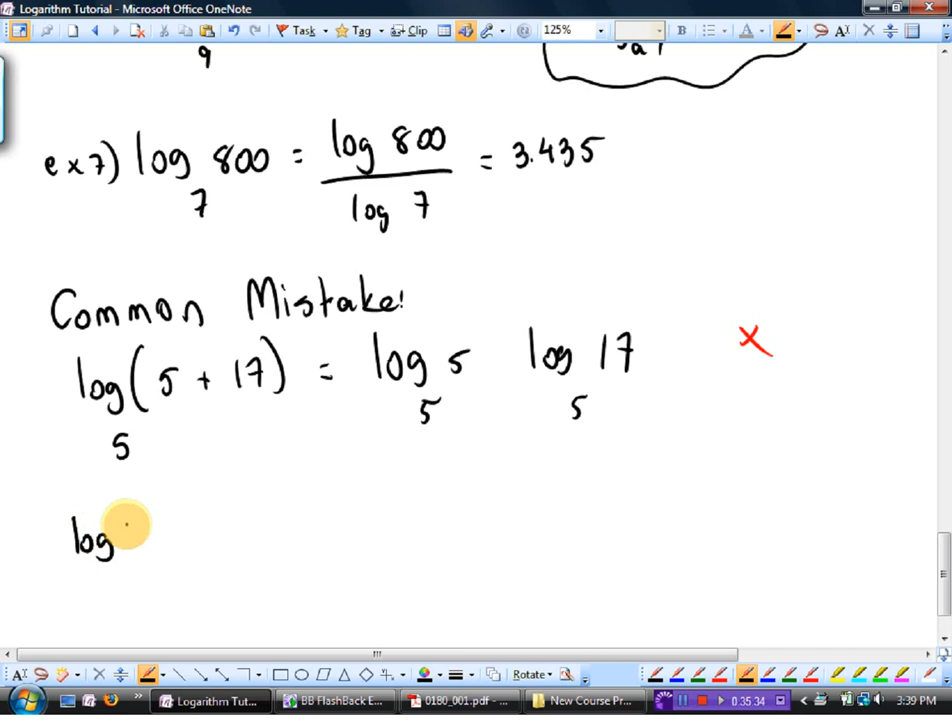 Logarithm Tutorial - Microsoft Office OneNote
Task Tag Clip 125% B A
9
e x 7) log₇ 800 = log 800 / log 7 = 3.435
Common Mistake!
log₅ (5 + 17) = log₅ 5 log₅ 17 ×
log
Rotate
Logarithm Tut... BB FlashBack E... 0180_001.pdf - ... New Course Pr... 0:35:34 3:39 PM